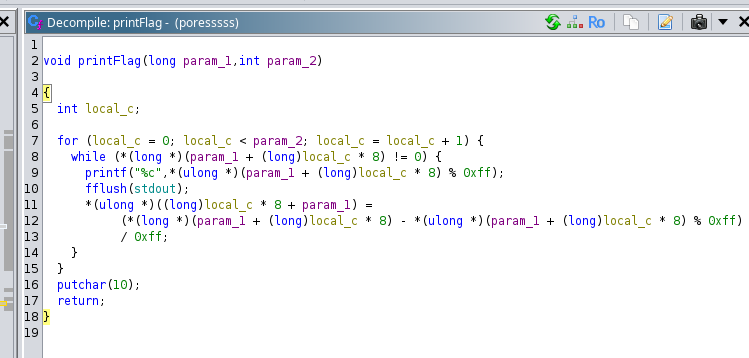 Decompile: printFlag - (poresssss)
Ro
1
2 void printFlag(long param_1,int param_2)
3
4 {
5 int local_c;
6
7 for (local_c = 0; local_c < param_2; local_c = local_c + 1) {
8 while (*(long *)(param_1 + (long)local_c * 8) != 0) {
9 printf("%c",*(ulong *)(param_1 + (long)local_c * 8) % 0xff);
10 fflush(stdout);
11 *(ulong *)((long)local_c * 8 + param_1) =
12 (*(long *)(param_1 + (long)local_c * 8) - *(ulong *)(param_1 + (long)local_c * 8) % 0xff)
13 / 0xff;
14 }
15 }
16 putchar(10);
17 return;
18 }
19